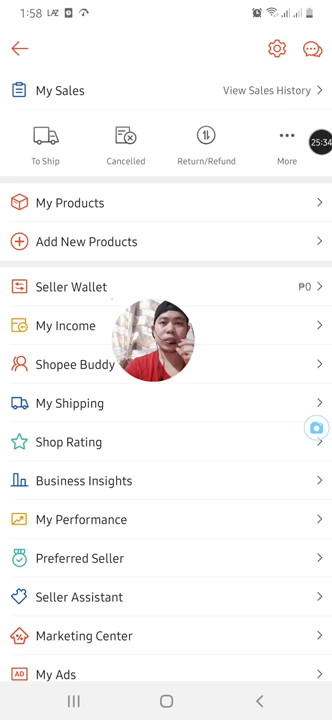 1:58 LAZ
My Sales
View Sales History
To Ship
Cancelled
Return/Refund
More
25:34
My Products
Add New Products
Seller Wallet
₱0
My Income
Shopee Buddy
My Shipping
Shop Rating
Business Insights
My Performance
Preferred Seller
Seller Assistant
Marketing Center
AD
My Ads